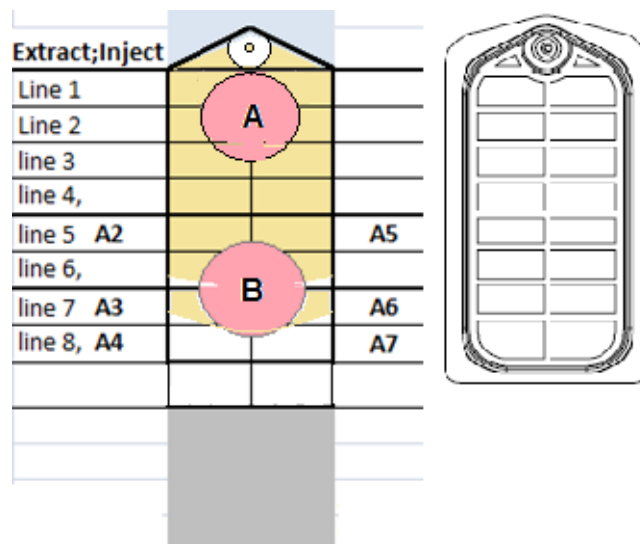 Extract;Inject
Line 1
A
Line 2
line 3
line 4,
line 5 A2 A5
line 6,
B
line 7 A3 A6
line 8, A4 A7